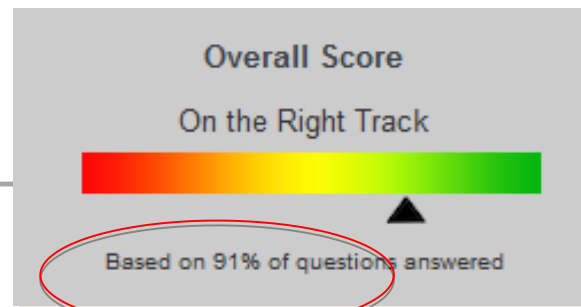 Overall Score
On the Right Track
Based on 91% of questions answered